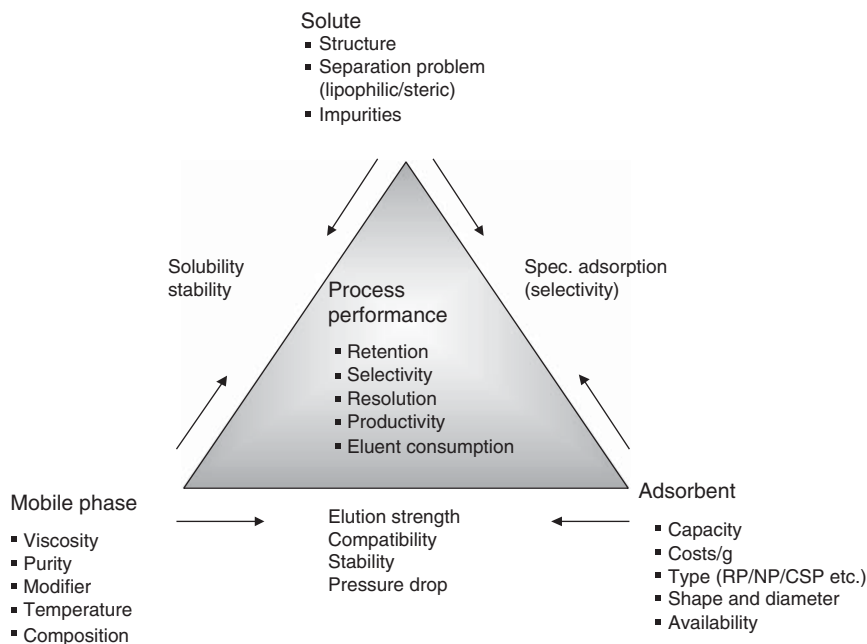 Solute
▪ Structure
▪ Separation problem
(lipophilic/steric)
▪ Impurities
Solubility
stability
Spec. adsorption
(selectivity)
Process
performance
▪ Retention
▪ Selectivity
▪ Resolution
▪ Productivity
▪ Eluent consumption
Mobile phase
▪ Viscosity
▪ Purity
▪ Modifier
▪ Temperature
▪ Composition
Elution strength
Compatibility
Stability
Pressure drop
Adsorbent
▪ Capacity
▪ Costs/g
▪ Type (RP/NP/CSP etc.)
▪ Shape and diameter
▪ Availability